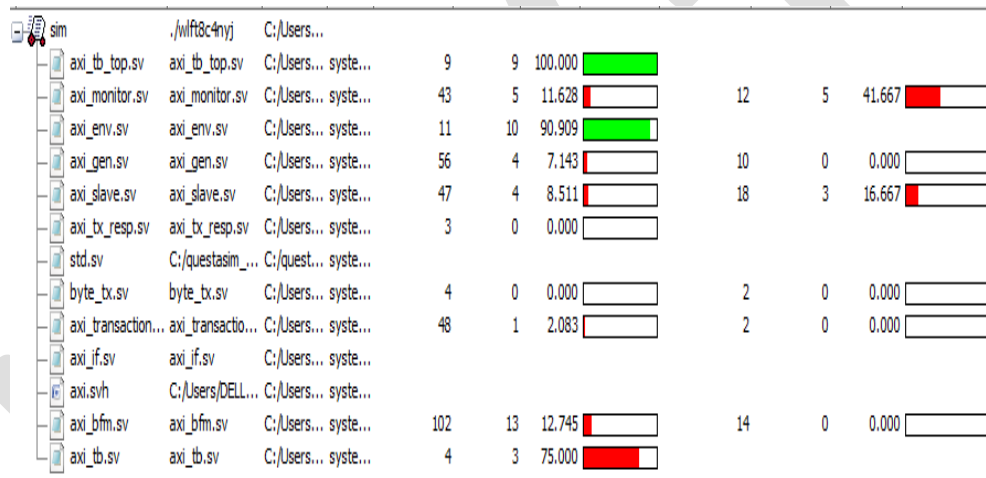 sim ./wlft8c4nyj C:/Users...
axi_tb_top.sv axi_tb_top.sv C:/Users... syste... 9 9 100.000
axi_monitor.sv axi_monitor.sv C:/Users... syste... 43 5 11.628 12 5 41.667
axi_env.sv axi_env.sv C:/Users... syste... 11 10 90.909
axi_gen.sv axi_gen.sv C:/Users... syste... 56 4 7.143 10 0 0.000
axi_slave.sv axi_slave.sv C:/Users... syste... 47 4 8.511 18 3 16.667
axi_tx_resp.sv axi_tx_resp.sv C:/Users... syste... 3 0 0.000
std.sv C:/questasim_... C:/quest... syste...
byte_tx.sv byte_tx.sv C:/Users... syste... 4 0 0.000 2 0 0.000
axi_transaction... axi_transactio... C:/Users... syste... 48 1 2.083 2 0 0.000
axi_if.sv axi_if.sv C:/Users... syste...
axi.svh C:/Users/DELL... C:/Users... syste...
axi_bfm.sv axi_bfm.sv C:/Users... syste... 102 13 12.745 14 0 0.000
axi_tb.sv axi_tb.sv C:/Users... syste... 4 3 75.000